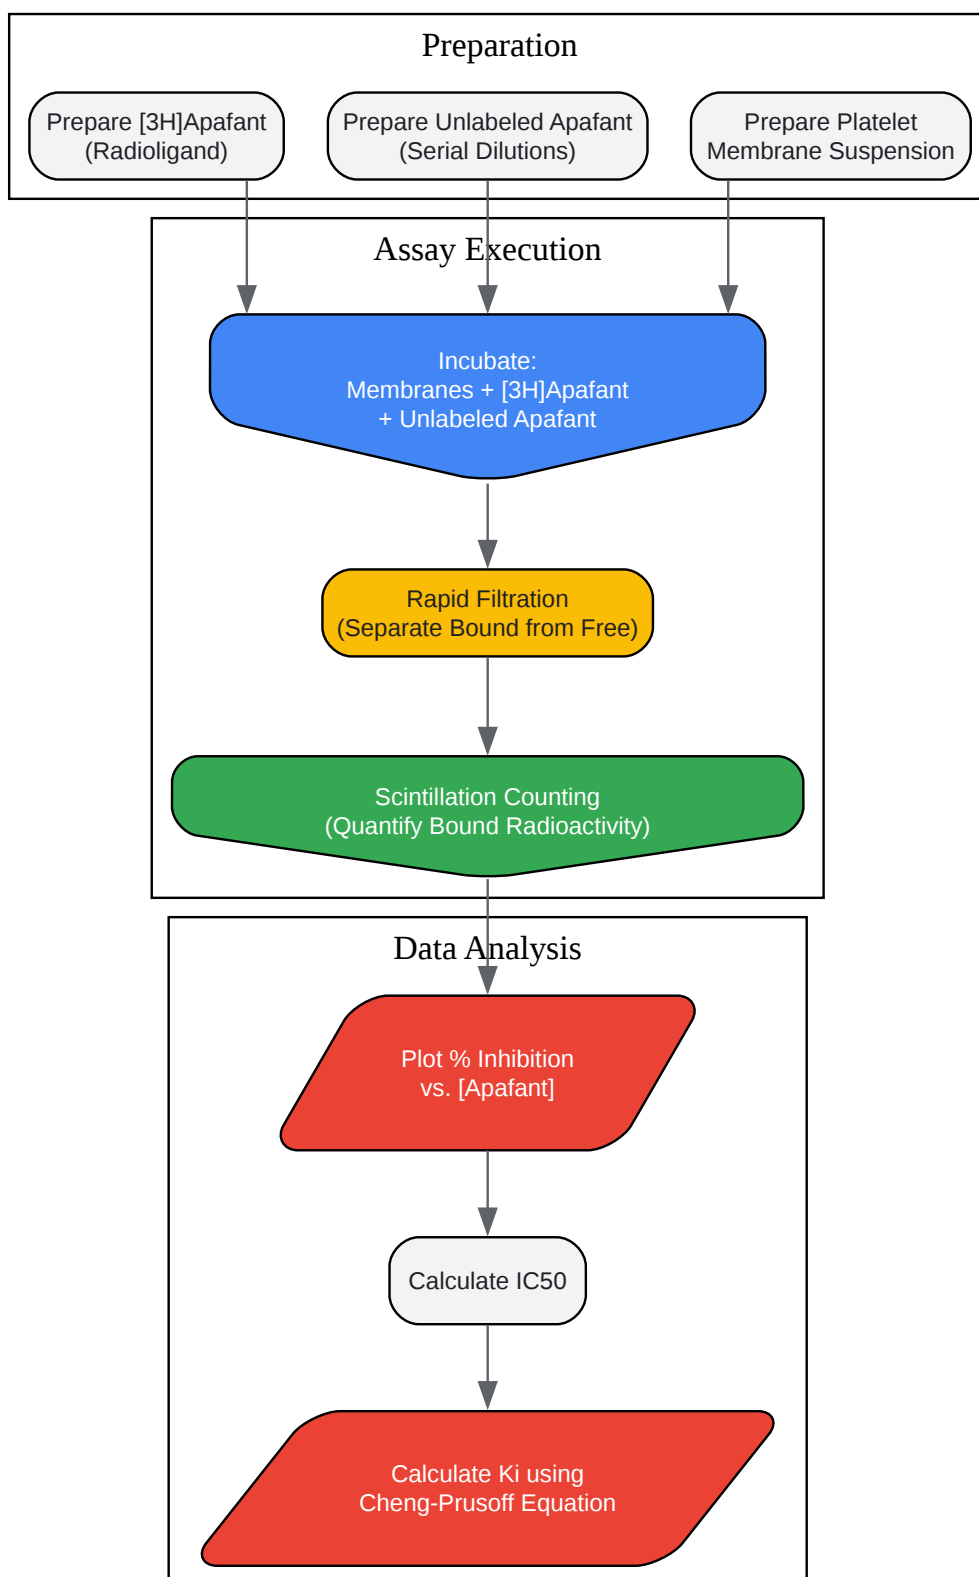 Preparation
Prepare [3H]Apafant
(Radioligand)
Prepare Unlabeled Apafant
(Serial Dilutions)
Prepare Platelet
Membrane Suspension
Assay Execution
Incubate:
Membranes + [3H]Apafant
+ Unlabeled Apafant
Rapid Filtration
(Separate Bound from Free)
Scintillation Counting
(Quantify Bound Radioactivity)
Data Analysis
Plot % Inhibition
vs. [Apafant]
Calculate IC50
Calculate Ki using
Cheng-Prusoff Equation